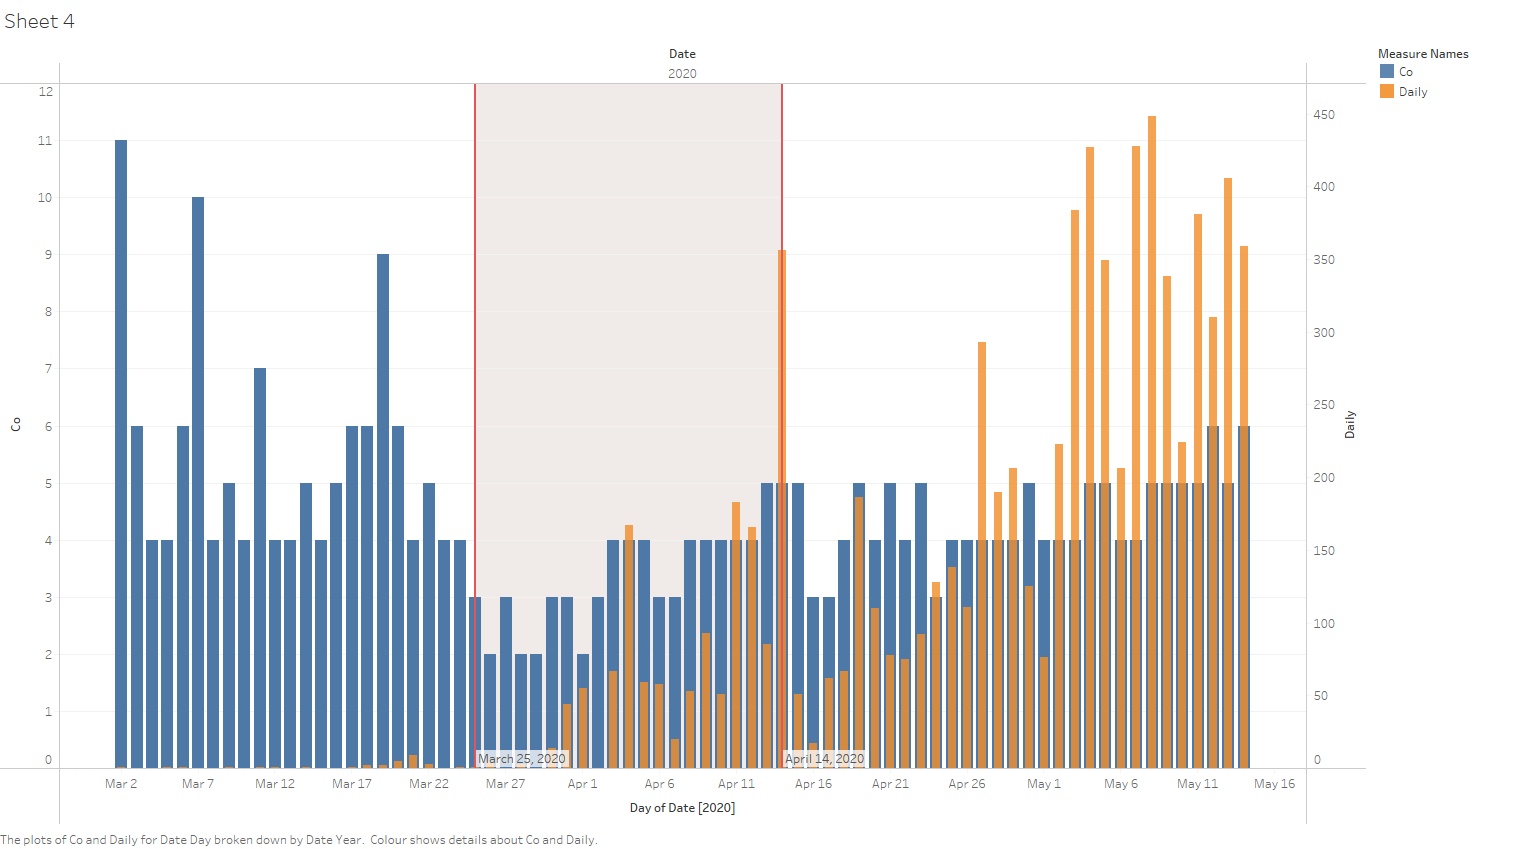 Sheet 4
Date
2020
Measure Names
Co
Daily
12
11
10
9
8
7
6
5
4
3
2
1
0
Co
450
400
350
300
250
200
150
100
50
0
Daily
March 25, 2020
April 14, 2020
Mar 2 Mar 7 Mar 12 Mar 17 Mar 22 Mar 27 Apr 1 Apr 6 Apr 11 Apr 16 Apr 21 Apr 26 May 1 May 6 May 11 May 16
Day of Date [2020]
The plots of Co and Daily for Date Day broken down by Date Year.  Colour shows details about Co and Daily.